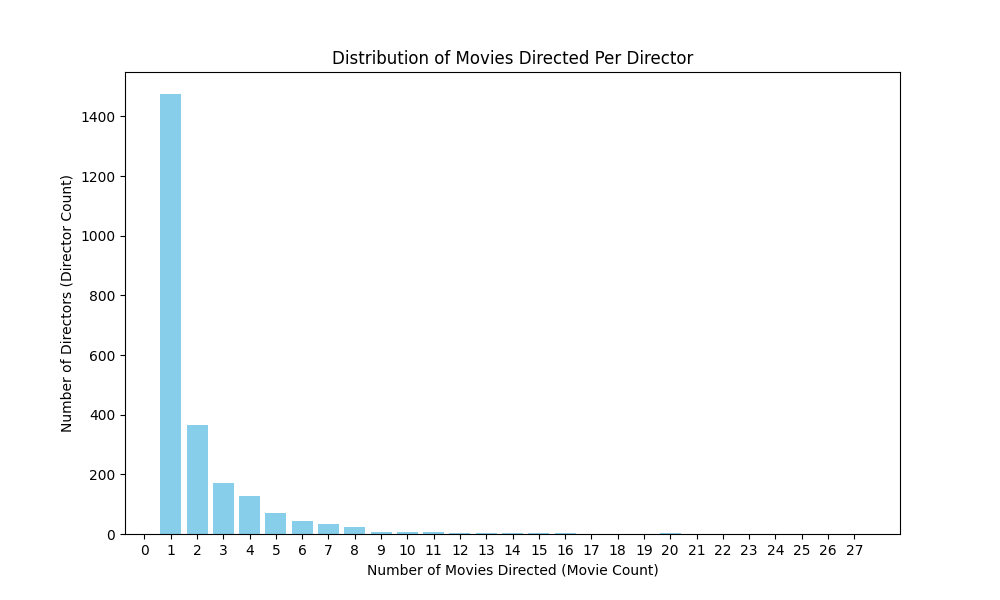 Distribution of Movies Directed Per Director
Number of Directors (Director Count)
1400
1200
1000
800
600
400
200
0
0 1 2 3 4 5 6 7 8 9 10 11 12 13 14 15 16 17 18 19 20 21 22 23 24 25 26 27
Number of Movies Directed (Movie Count)